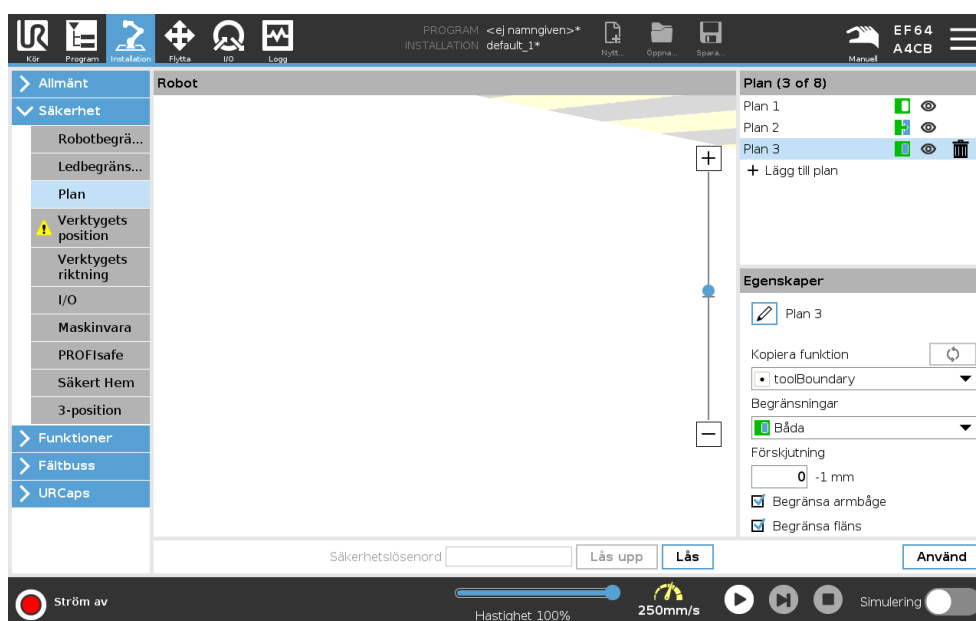 PROGRAM <ej namngiven>*
INSTALLATION default_1*
EF64
A4CB
Kör
Program
Installation
Flytta
I/O
Logg
Nytt...
Öppna...
Spara...
Manuel
Allmänt
Säkerhet
Robotbegrä...
Ledbegräns...
Plan
Verktygets
position
Verktygets
riktning
I/O
Maskinvara
PROFIsafe
Säkert Hem
3-position
Funktioner
Fältbuss
URCaps
Robot
Plan (3 of 8)
Plan 1
Plan 2
Plan 3
+ Lägg till plan
Egenskaper
Plan 3
Kopiera funktion
toolBoundary
Begränsningar
Båda
Förskjutning
0 -1 mm
Begränsa armbåge
Begränsa fläns
Säkerhetslösenord
Lås upp
Lås
Använd
Ström av
Hastighet 100%
250mm/s
Simulering